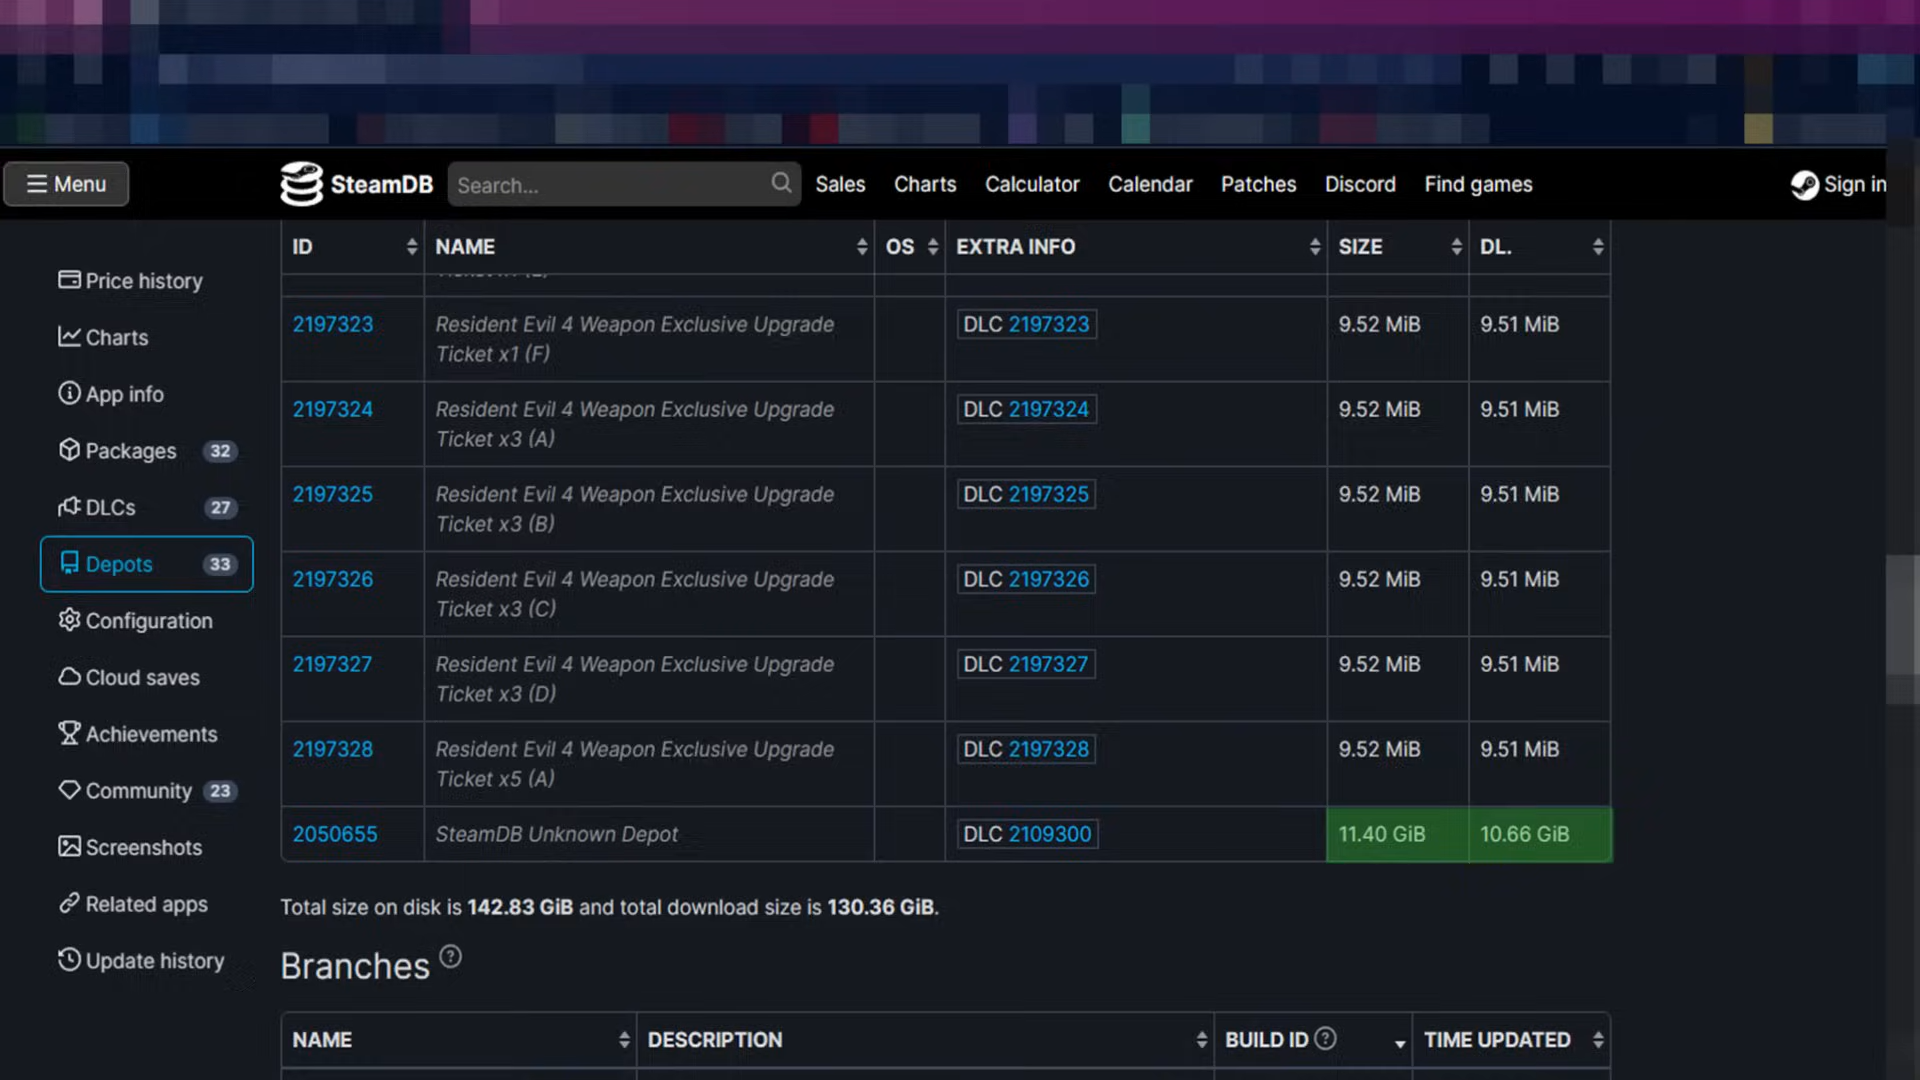 Menu
SteamDB
Search...
Sales
Charts
Calculator
Calendar
Patches
Discord
Find games
Sign in
Price history
Charts
App info
Packages 32
DLCs 27
Depots 33
Configuration
Cloud saves
Achievements
Community 23
Screenshots
Related apps
Update history
ID NAME OS EXTRA INFO SIZE DL.
2197323 Resident Evil 4 Weapon Exclusive Upgrade DLC 2197323 9.52 MiB 9.51 MiB
Ticket x1 (F)
2197324 Resident Evil 4 Weapon Exclusive Upgrade DLC 2197324 9.52 MiB 9.51 MiB
Ticket x3 (A)
2197325 Resident Evil 4 Weapon Exclusive Upgrade DLC 2197325 9.52 MiB 9.51 MiB
Ticket x3 (B)
2197326 Resident Evil 4 Weapon Exclusive Upgrade DLC 2197326 9.52 MiB 9.51 MiB
Ticket x3 (C)
2197327 Resident Evil 4 Weapon Exclusive Upgrade DLC 2197327 9.52 MiB 9.51 MiB
Ticket x3 (D)
2197328 Resident Evil 4 Weapon Exclusive Upgrade DLC 2197328 9.52 MiB 9.51 MiB
Ticket x5 (A)
2050655 SteamDB Unknown Depot DLC 2109300 11.40 GiB 10.66 GiB
Total size on disk is 142.83 GiB and total download size is 130.36 GiB.
Branches ?
NAME DESCRIPTION BUILD ID ? TIME UPDATED